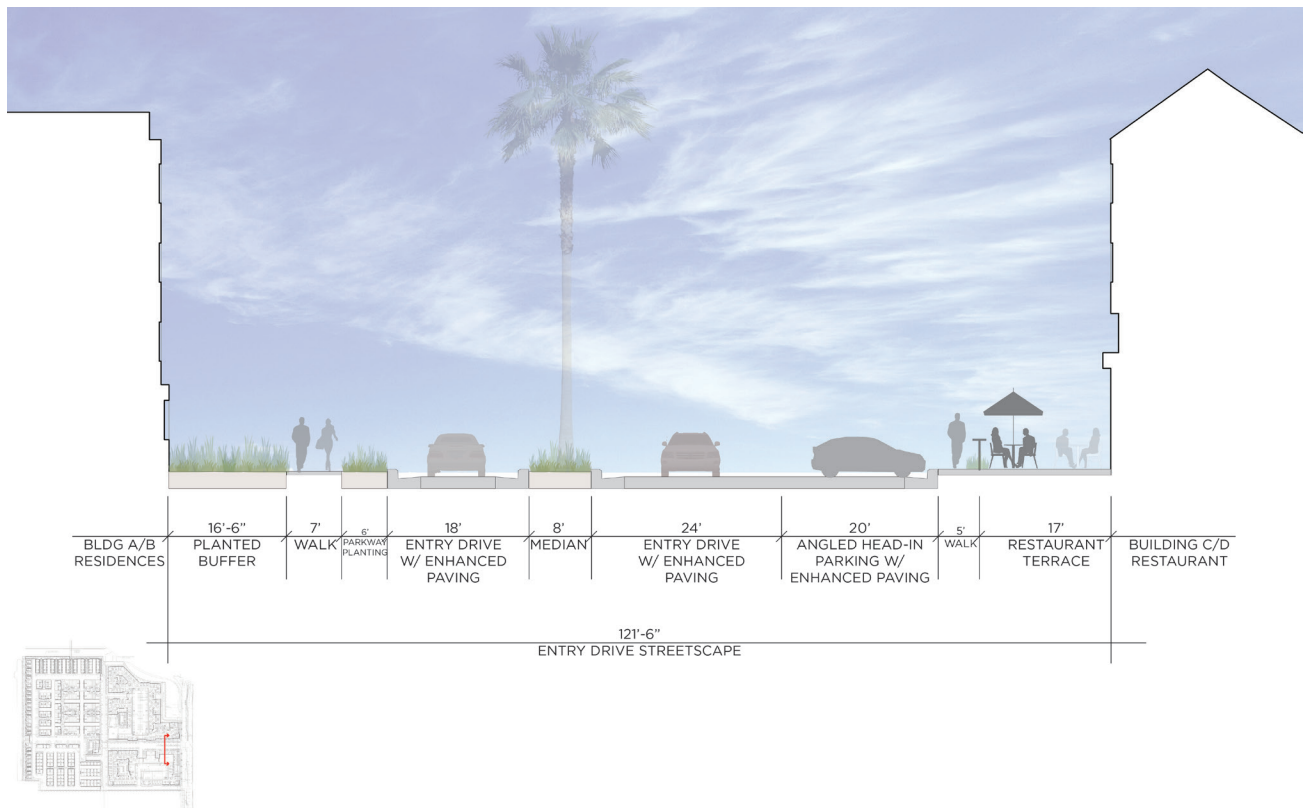 16'-6”
7'
6'
18'
8'
24'
20'
5'
17'
BLDG A/B
RESIDENCES
PLANTED
BUFFER
WALK
PARKWAY
PLANTING
ENTRY DRIVE
W/ ENHANCED
PAVING
MEDIAN
ENTRY DRIVE
W/ ENHANCED
PAVING
ANGLED HEAD-IN
PARKING W/
ENHANCED PAVING
WALK
RESTAURANT
TERRACE
BUILDING C/D
RESTAURANT
121'-6”
ENTRY DRIVE STREETSCAPE